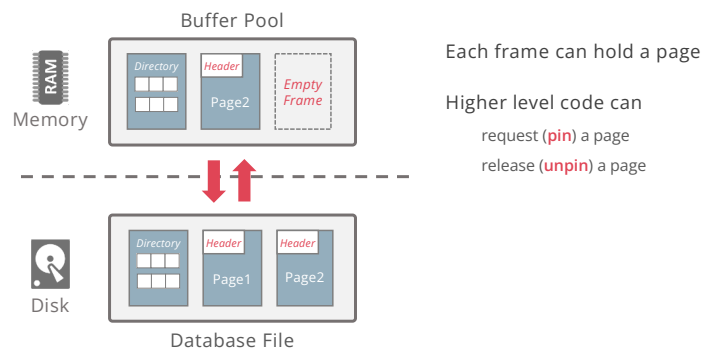 Buffer Pool
RAM
Memory
Directory
Header
Page2
Empty
Frame
Each frame can hold a page
Higher level code can
request (pin) a page
release (unpin) a page
Disk
Directory
Header
Page1
Header
Page2
Database File